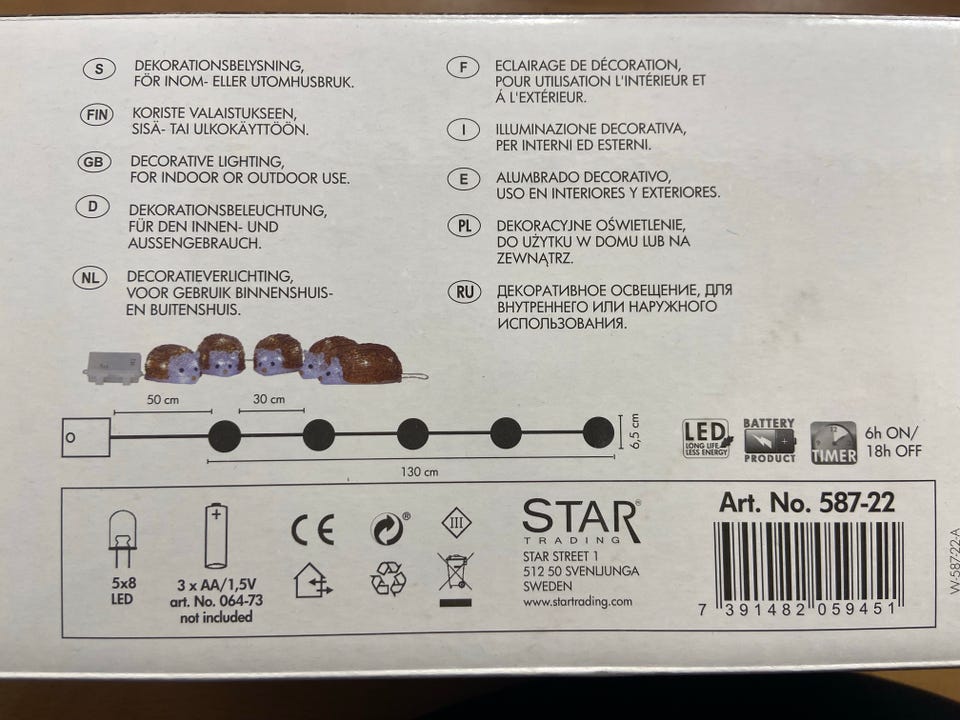 S DEKORATIONSBELYSNING,
FÖR INOM- ELLER UTOMHUSBRUK.
FIN KORISTE VALAISTUKSEEN,
SISÄ- TAI ULKOKÄYTTÖÖN.
GB DECORATIVE LIGHTING,
FOR INDOOR OR OUTDOOR USE.
D DEKORATIONSBELEUCHTUNG,
FÜR DEN INNEN- UND
AUSSENGEBRAUCH.
NL DECORATIEVERLICHTING,
VOOR GEBRUIK BINNENSHUIS-
EN BUITENSHUIS.
F ECLAIRAGE DE DÉCORATION,
POUR UTILISATION L'INTÉRIEUR ET
Á L'EXTÉRIEUR.
I ILLUMINAZIONE DECORATIVA,
PER INTERNI ED ESTERNI.
E ALUMBRADO DECORATIVO,
USO EN INTERIORES Y EXTERIORES.
PL DEKORACYJNE OŚWIETLENIE,
DO UŻYTKU W DOMU LUB NA
ZEWNĄTRZ.
RU ДЕКОРАТИВНОЕ ОСВЕЩЕНИЕ, ДЛЯ
ВНУТРЕННЕГО ИЛИ НАРУЖНОГО
ИСПОЛЬЗОВАНИЯ.
50 cm
30 cm
6,5 cm
130 cm
LED
LONG LIFE
LESS ENERGY
BATTERY
PRODUCT
12
TIMER
6h ON/
18h OFF
5x8
LED
+
3 x AA/1,5V
art. No. 064-73
not included
CE
®
III
STAR®
TRADING
STAR STREET 1
512 50 SVENLJUNGA
SWEDEN
www.startrading.com
Art. No. 587-22
7 391482 059451
W-587-22-A